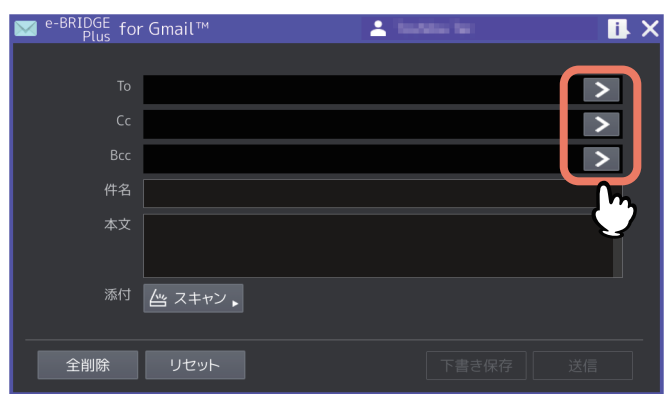 e-BRIDGE Plus for Gmail™
To
Cc
Bcc
件名
本文
添付 スキャン
全削除 リセット 下書き保存 送信